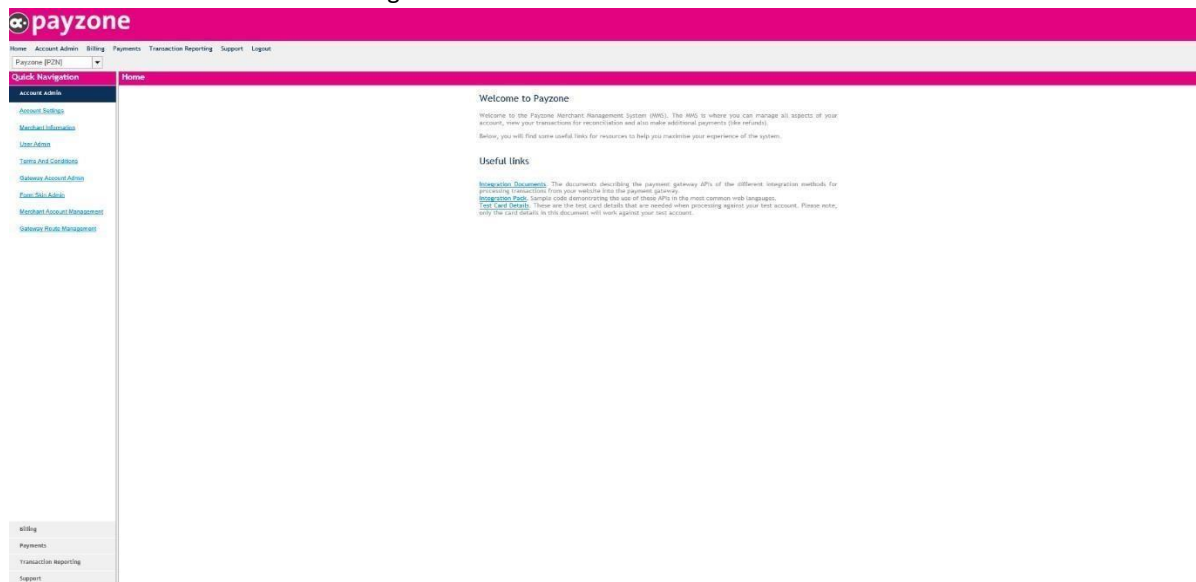 payzone
Home Account Admin Billing Payments Transaction Reporting Support Logout
Payzone [PZN]
Quick Navigation
Home
Account Admin
Account Settings
Merchant Information
User Admin
Terms And Conditions
Gateway Account Admin
Form Skin Admin
Merchant Account Management
Gateway Route Management
Welcome to Payzone
Welcome to the Payzone Merchant Management System (MMS). The MMS is where you can manage all aspects of your
account, view your transactions for reconciliation and also make additional payments (like refunds).
Below, you will find some useful links for resources to help you maximise your experience of the system.
Useful links
Integration Documents. The documents describing the payment gateway APIs of the different integration methods for
processing transactions from your website into the payment gateway.
Integration Pack. Sample code demonstrating the use of these APIs in the most common web languages.
Test Card Details. These are the test card details that are needed when processing against your test account. Please note,
only the card details in this document will work against your test account.
Billing
Payments
Transaction Reporting
Support